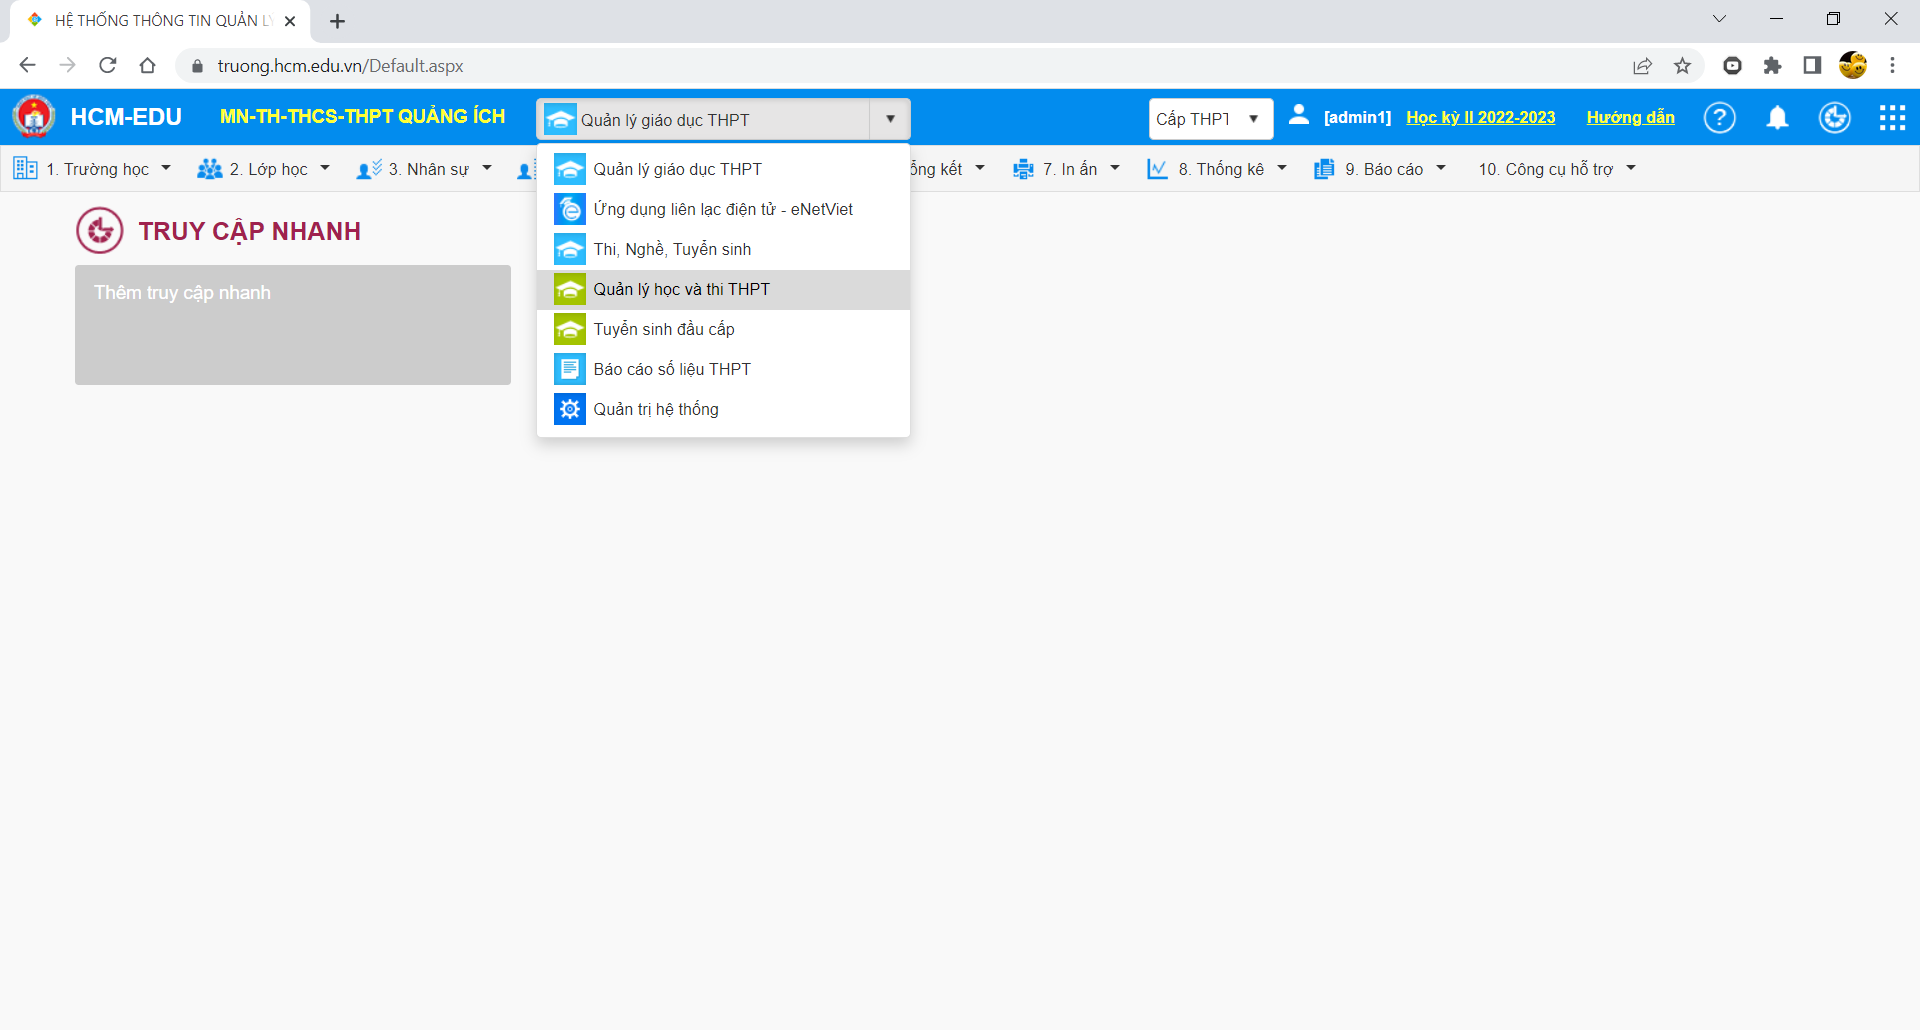 HỆ THỐNG THÔNG TIN QUẢN LÝ
truong.hcm.edu.vn/Default.aspx
HCM-EDU
MN-TH-THCS-THPT QUẢNG ÍCH
Quản lý giáo dục THPT
Cấp THPT
[admin1]
Học kỳ II 2022-2023
Hướng dẫn
1. Trường học
2. Lớp học
3. Nhân sự
kết
7. In ấn
8. Thống kê
9. Báo cáo
10. Công cụ hỗ trợ
TRUY CẬP NHANH
Thêm truy cập nhanh
Quản lý giáo dục THPT
Ứng dụng liên lạc điện tử - eNetViet
Thi, Nghề, Tuyển sinh
Quản lý học và thi THPT
Tuyển sinh đầu cấp
Báo cáo số liệu THPT
Quản trị hệ thống